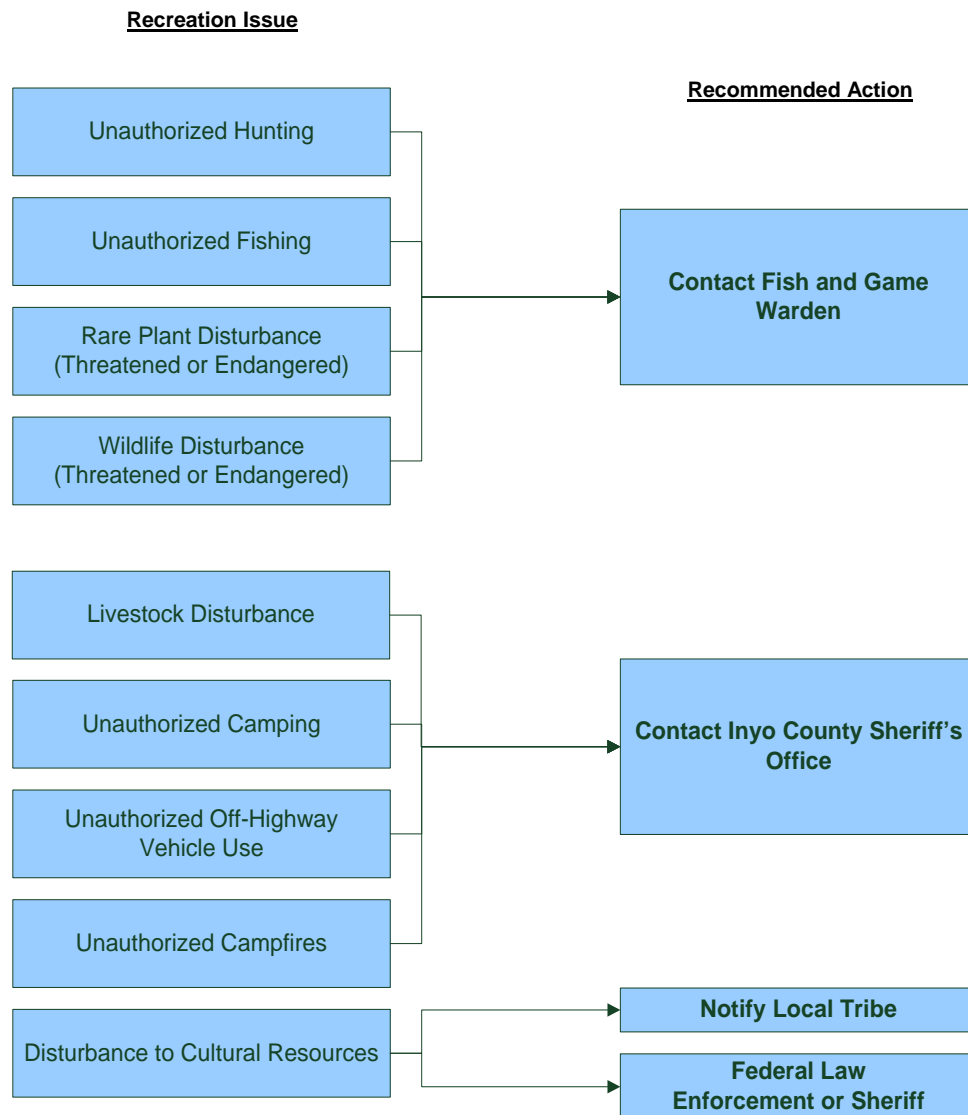 Recreation Issue
Recommended Action
Unauthorized Hunting
Unauthorized Fishing
Rare Plant Disturbance
(Threatened or Endangered)
Wildlife Disturbance
(Threatened or Endangered)
Contact Fish and Game
Warden
Livestock Disturbance
Unauthorized Camping
Unauthorized Off-Highway
Vehicle Use
Unauthorized Campfires
Contact Inyo County Sheriff’s
Office
Disturbance to Cultural Resources
Notify Local Tribe
Federal Law
Enforcement or Sheriff